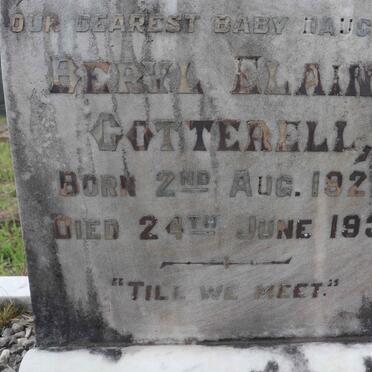 OUR DEAREST BABY DAUG
BERYL ELAIN
COTTERELL,
BORN 2ND AUG. 192
DIED 24TH JUNE 193
"TILL WE MEET."